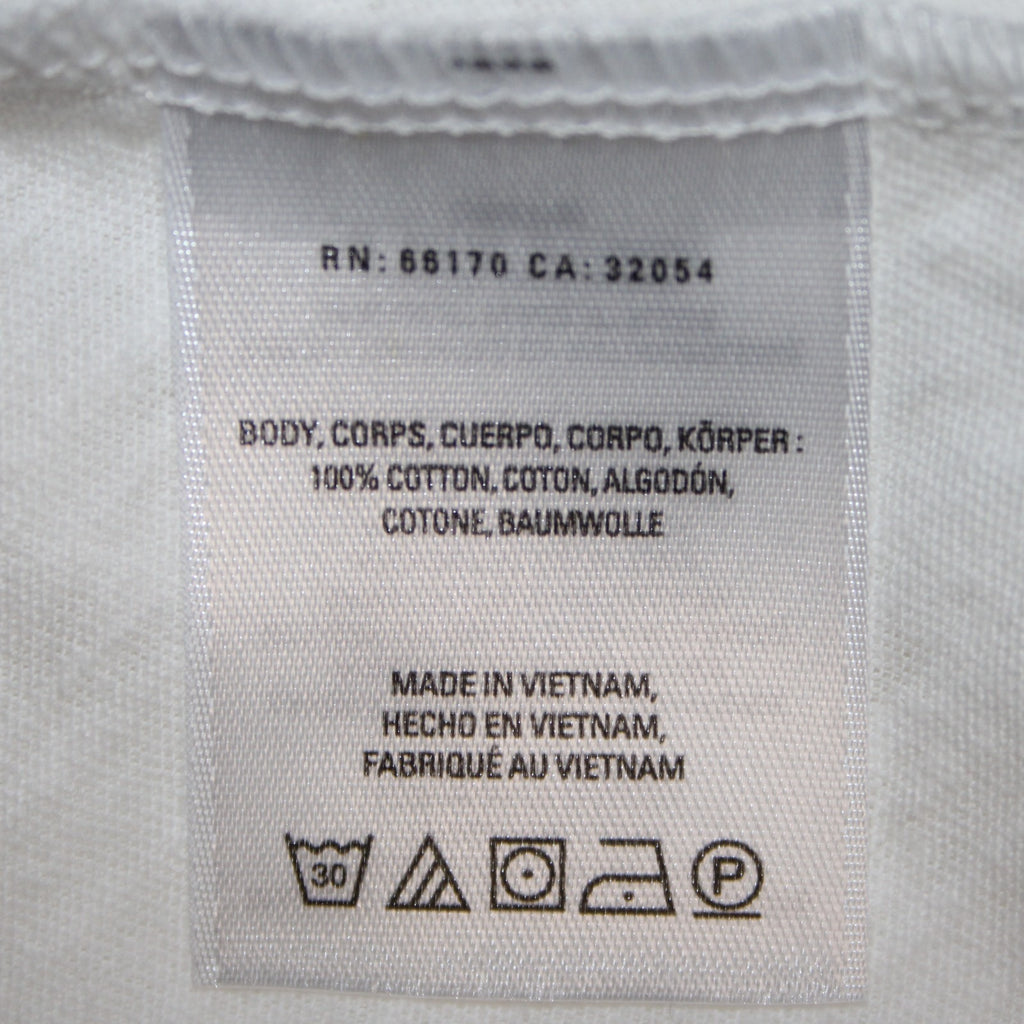 RN: 66170 CA: 32054
BODY, CORPS, CUERPO, CORPO, KÖRPER :
100% COTTON, COTON, ALGODÓN,
COTONE, BAUMWOLLE
MADE IN VIETNAM,
HECHO EN VIETNAM,
FABRIQUÉ AU VIETNAM
30 P